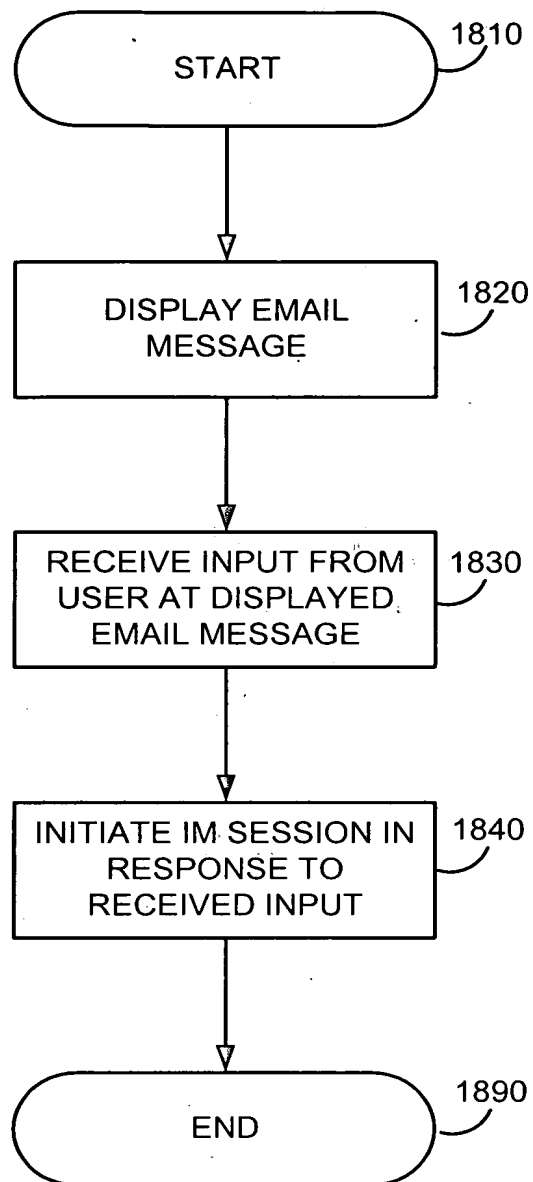 START
1810
DISPLAY EMAIL
MESSAGE
1820
RECEIVE INPUT FROM
USER AT DISPLAYED
EMAIL MESSAGE
1830
INITIATE IM SESSION IN
RESPONSE TO
RECEIVED INPUT
1840
END
1890